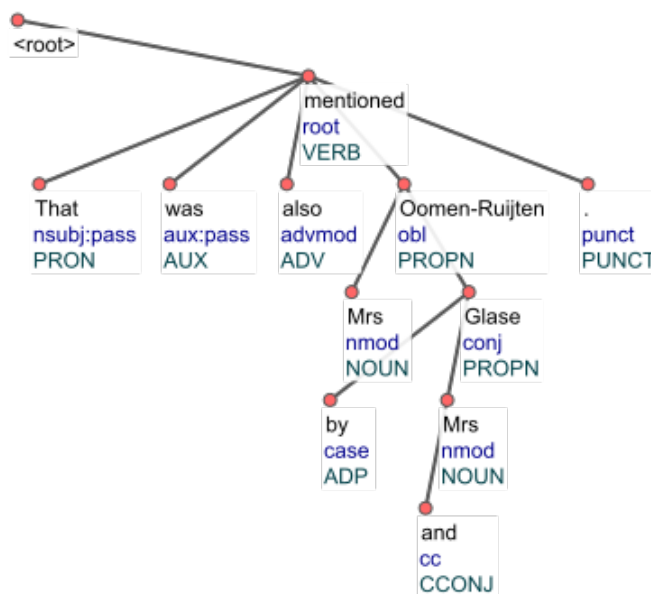 <root>
mentioned
root
VERB
That
nsubj:pass
PRON
was
aux:pass
AUX
also
advmod
ADV
Oomen-Ruijten
obl
PROPN
.
punct
PUNCT
Mrs
nmod
NOUN
Glase
conj
PROPN
by
case
ADP
Mrs
nmod
NOUN
and
cc
CCONJ